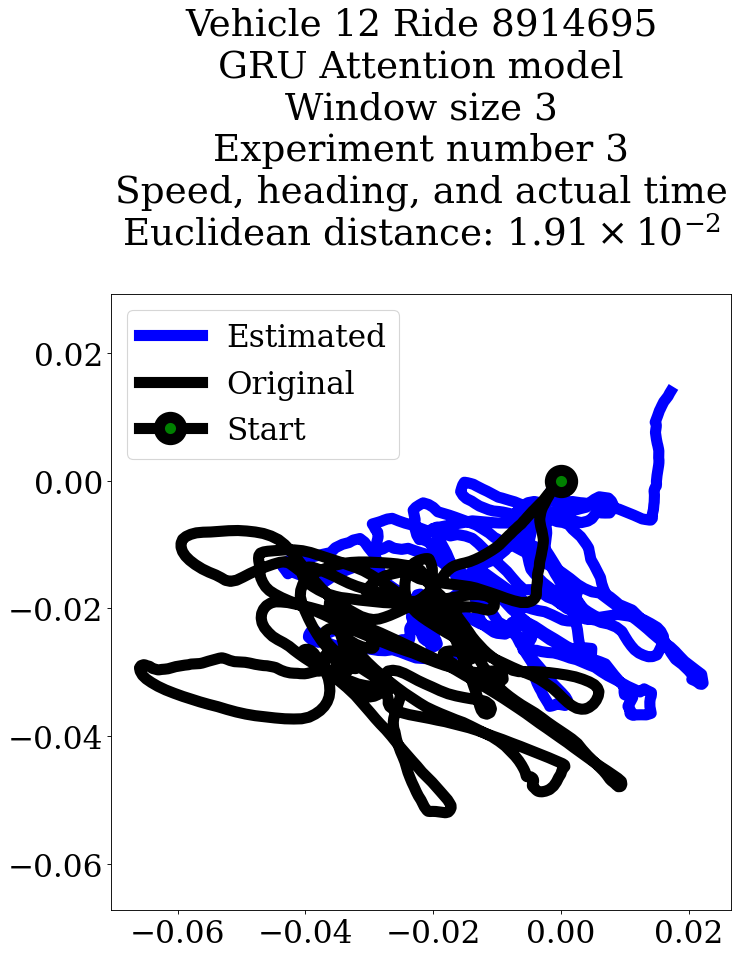 Vehicle 12 Ride 8914695
GRU Attention model
Window size 3
Experiment number 3
Speed, heading, and actual time
Euclidean distance: 1.91 × 10⁻²
Estimated
Original
Start
0.02
0.00
−0.02
−0.04
−0.06
−0.06
−0.04
−0.02
0.00
0.02